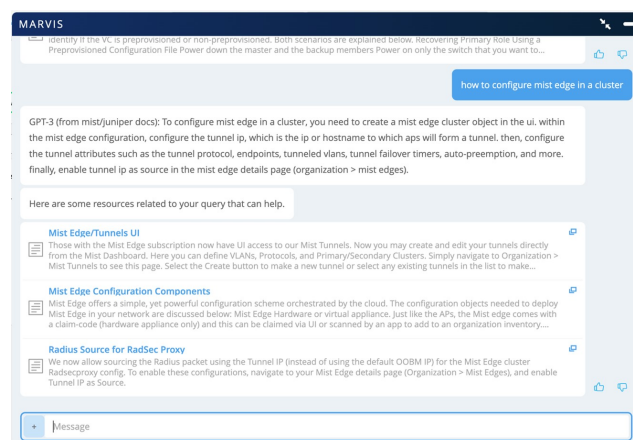 MARVIS
identify If the VC is preprovisioned or non-preprovisioned. Both scenarios are explained below. Recovering Primary Role Using a
Preprovisioned Configuration File Power down the master and the backup members Power on only the switch that you want to...
how to configure mist edge in a cluster
GPT-3 (from mist/juniper docs): To configure mist edge in a cluster, you need to create a mist edge cluster object in the ui. within
the mist edge configuration, configure the tunnel ip, which is the ip or hostname to which aps will form a tunnel. then, configure
the tunnel attributes such as the tunnel protocol, endpoints, tunneled vlans, tunnel failover timers, auto-preemption, and more.
finally, enable tunnel ip as source in the mist edge details page (organization > mist edges).
Here are some resources related to your query that can help.
Mist Edge/Tunnels UI
Those with the Mist Edge subscription now have UI access to our Mist Tunnels. Now you may create and edit your tunnels directly
from the Mist Dashboard. Here you can define VLANs, Protocols, and Primary/Secondary Clusters. Simply navigate to Organization >
Mist Tunnels to see this page. Select the Create button to make a new tunnel or select any existing tunnels in the list to make...
Mist Edge Configuration Components
Mist Edge offers a simple, yet powerful configuration scheme orchestrated by the cloud. The configuration objects needed to deploy
Mist Edge in your network are discussed below: Mist Edge Hardware or virtual appliance. Just like the APs, the Mist edge comes with
a claim-code (hardware appliance only) and this can be claimed via UI or scanned by an app to add to an organization inventory....
Radius Source for RadSec Proxy
We now allow sourcing the Radius packet using the Tunnel IP (instead of using the default OOBM IP) for the Mist Edge cluster
Radsecproxy config. To enable these configurations, navigate to your Mist Edge details page (Organization > Mist Edges), and enable
Tunnel IP as Source.
+ Message